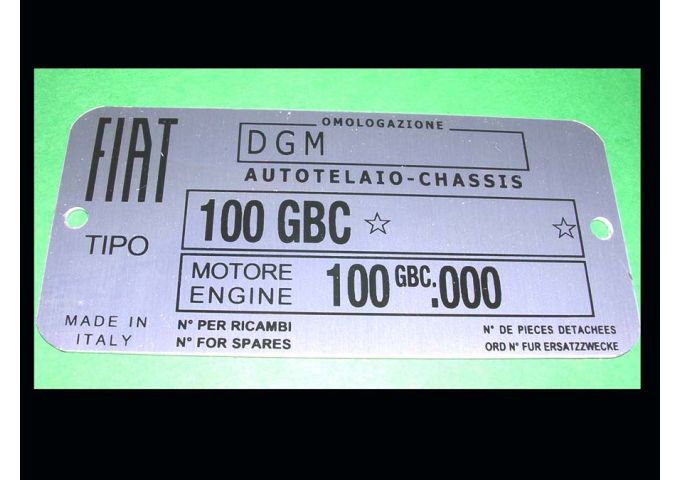 FIAT
OMOLOGAZIONE
DGM
AUTOTELAIO-CHASSIS
TIPO
100 GBC ☆ ☆
MOTORE
ENGINE
100 GBC.:000
MADE IN
ITALY
N° PER RICAMBI
N° FOR SPARES
N° DE PIECES DETACHEES
ORD N° FUR ERSATZZWECKE